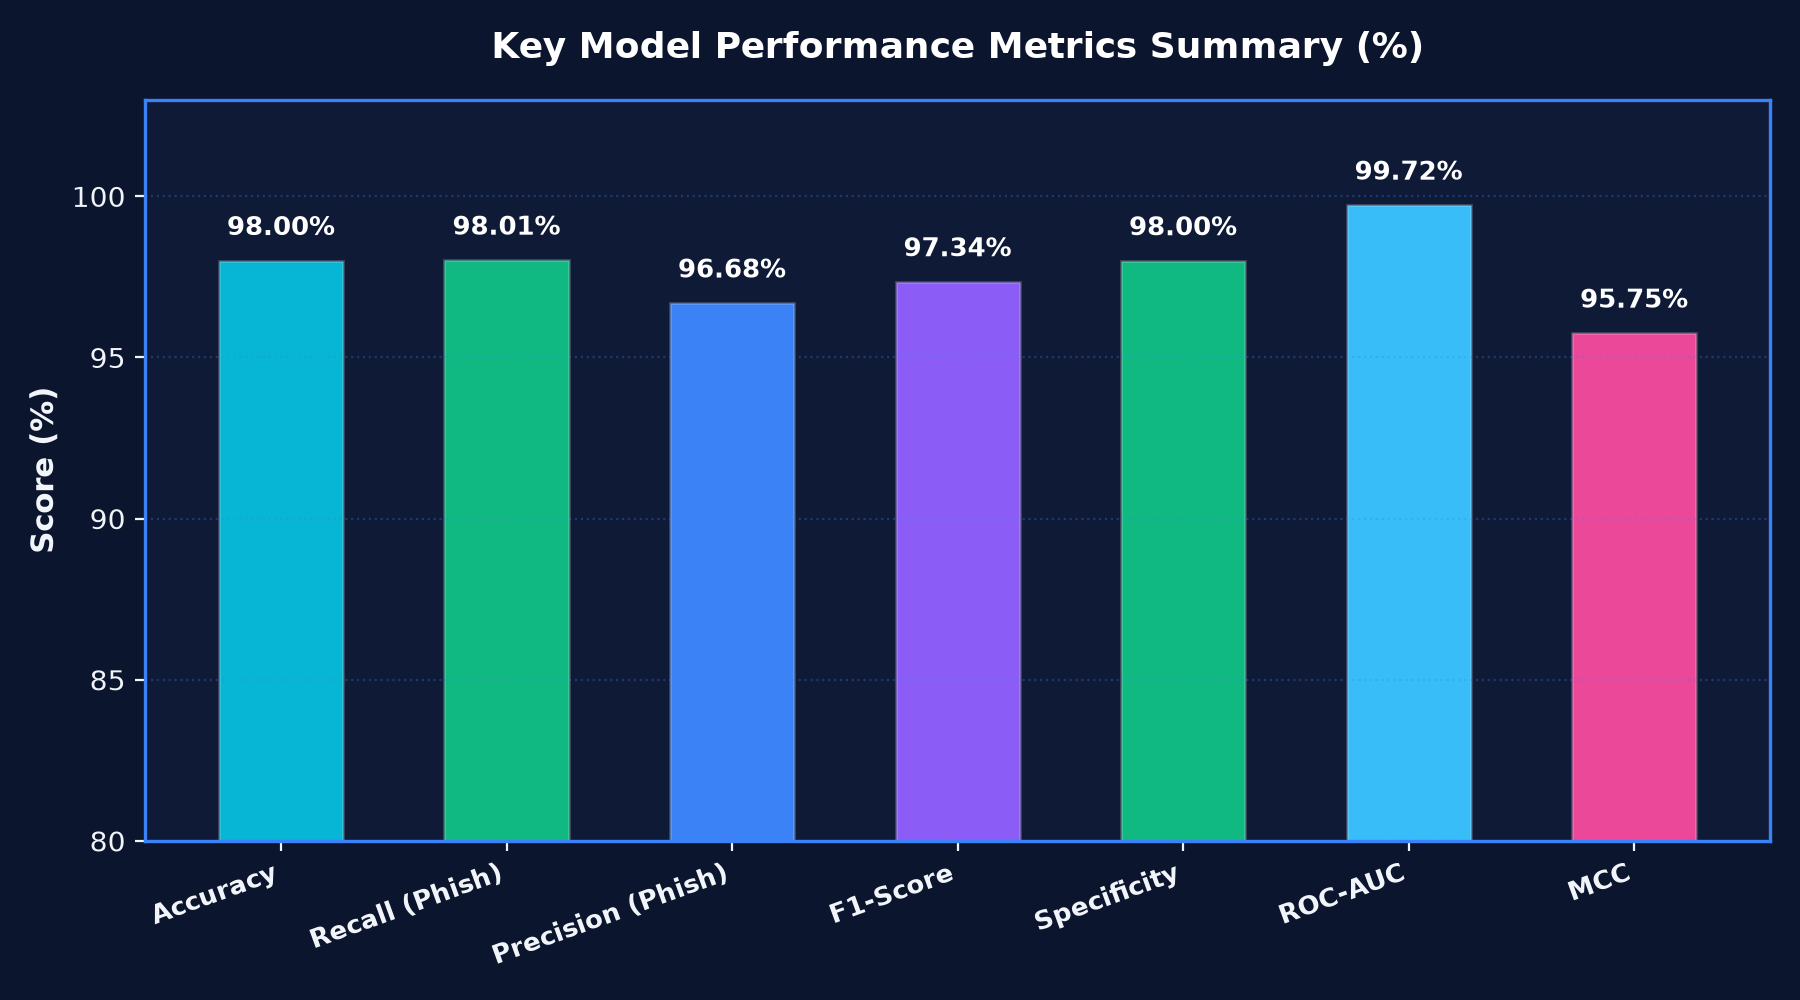 Key Model Performance Metrics Summary (%)
Score (%)
100
95
90
85
80
98.00%
98.01%
96.68%
97.34%
98.00%
99.72%
95.75%
Accuracy
Recall (Phish)
Precision (Phish)
F1-Score
Specificity
ROC-AUC
MCC